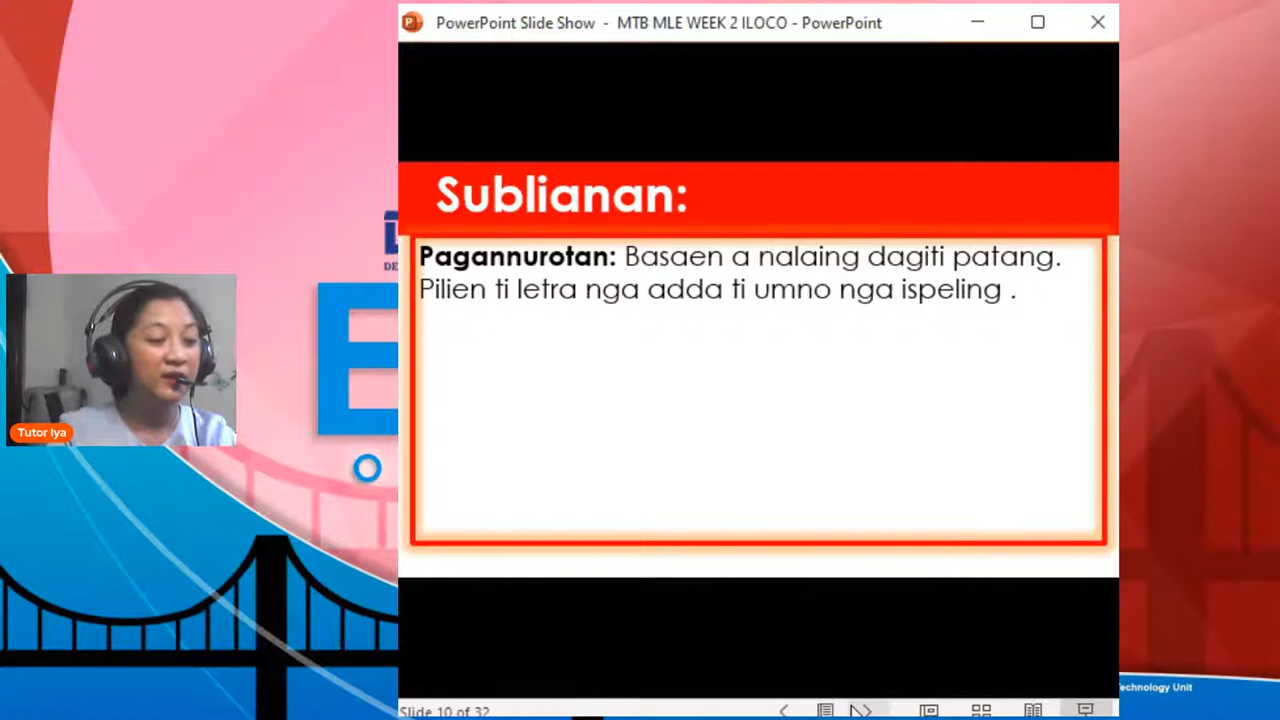 PowerPoint Slide Show - MTB MLE WEEK 2 ILOCO - PowerPoint
Sublianan:
Pagannurotan: Basaen a nalaing dagiti patang.
Pilien ti letra nga adda ti umno nga ispeling .
Tutor Iya
Slide 10 of 32
echnology Unit